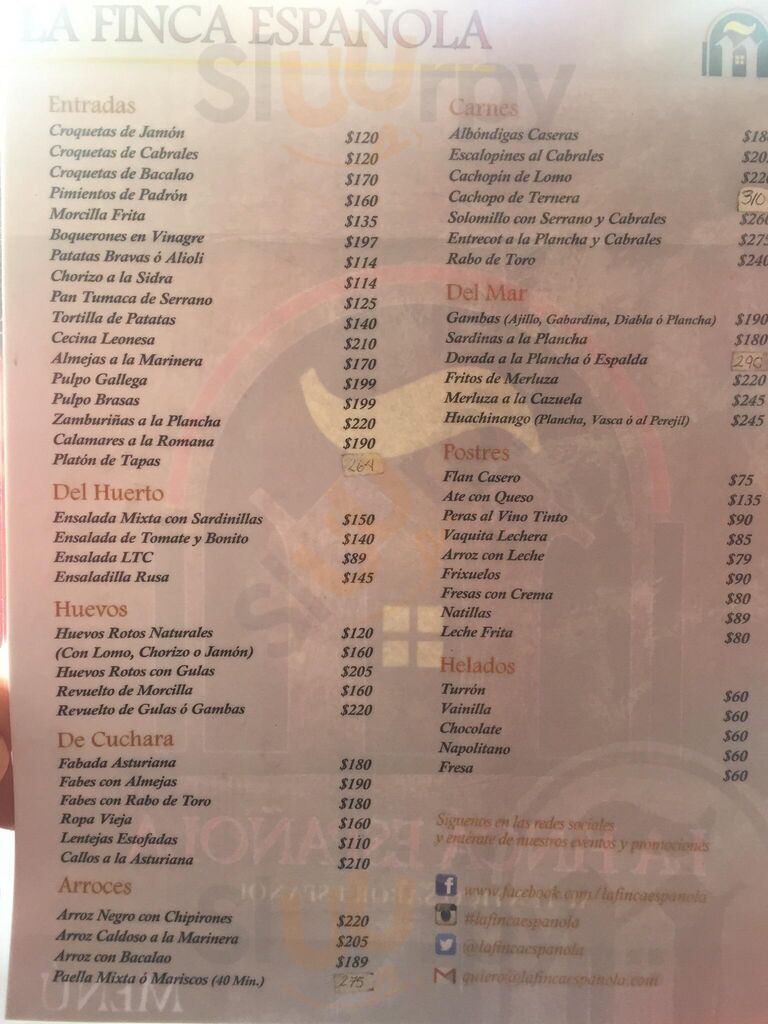 LA FINCA ESPAÑOLA
Entradas
Croquetas de Jamón $120
Croquetas de Cabrales $120
Croquetas de Bacalao $170
Pimientos de Padrón $160
Morcilla Frita $135
Boquerones en Vinagre $197
Patatas Bravas ó Alioli $114
Chorizo a la Sidra $114
Pan Tumaca de Serrano $125
Tortilla de Patatas $140
Cecina Leonesa $210
Almejas a la Marinera $170
Pulpo Gallega $199
Pulpo Brasas $199
Zamburiñas a la Plancha $220
Calamares a la Romana $190
Platón de Tapas 264
Del Huerto
Ensalada Mixta con Sardinillas $150
Ensalada de Tomate y Bonito $140
Ensalada LTC $89
Ensaladilla Rusa $145
Huevos
Huevos Rotos Naturales $120
(Con Lomo, Chorizo o Jamón) $160
Huevos Rotos con Gulas $205
Revuelto de Morcilla $160
Revuelto de Gulas ó Gambas $220
De Cuchara
Fabada Asturiana $180
Fabes con Almejas $190
Fabes con Rabo de Toro $180
Ropa Vieja $160
Lentejas Estofadas $110
Callos a la Asturiana $210
Arroces
Arroz Negro con Chipirones $220
Arroz Caldoso a la Marinera $205
Arroz con Bacalao $189
Paella Mixta ó Mariscos (40 Min.) 275
Carnes
Albóndigas Caseras $18
Escalopines al Cabrales $20
Cachopín de Lomo $22
Cachopo de Ternera 310
Solomillo con Serrano y Cabrales $260
Entrecot a la Plancha y Cabrales $275
Rabo de Toro $240
Del Mar
Gambas (Ajillo, Gabardina, Diabla ó Plancha) $190
Sardinas a la Plancha $180
Dorada a la Plancha ó Espalda 290
Fritos de Merluza $220
Merluza a la Cazuela $245
Huachinango (Plancha, Vasca ó al Perejil) $245
Postres
Flan Casero $75
Ate con Queso $135
Peras al Vino Tinto $90
Vaquita Lechera $85
Arroz con Leche $79
Frixuelos $90
Fresas con Crema $80
Natillas $89
Leche Frita $80
Helados
Turrón $60
Vainilla $60
Chocolate $60
Napolitano $60
Fresa $60
Síguenos en las redes sociales
y entérate de nuestros eventos y promociones
www.facebook.com/lafincaespanola
#lafincaespanola
@lafincaespanola
quiero@lafincaespanola.com